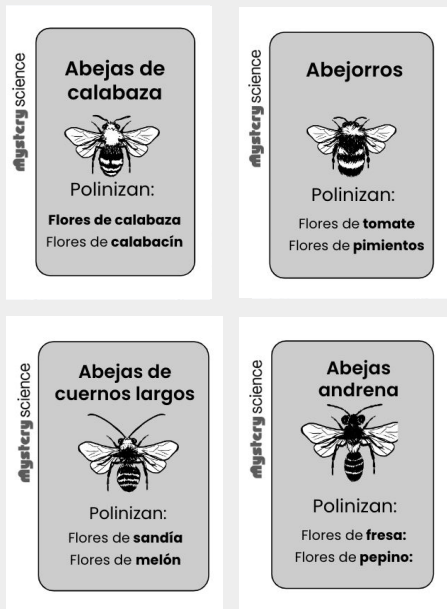 Mystery science
Abejas de
calabaza
Polinizan:
Flores de calabaza
Flores de calabacín
Mystery science
Abejorros
Polinizan:
Flores de tomate
Flores de pimientos
Mystery science
Abejas de
cuernos largos
Polinizan:
Flores de sandía
Flores de melón
Mystery science
Abejas
andrena
Polinizan:
Flores de fresa:
Flores de pepino: